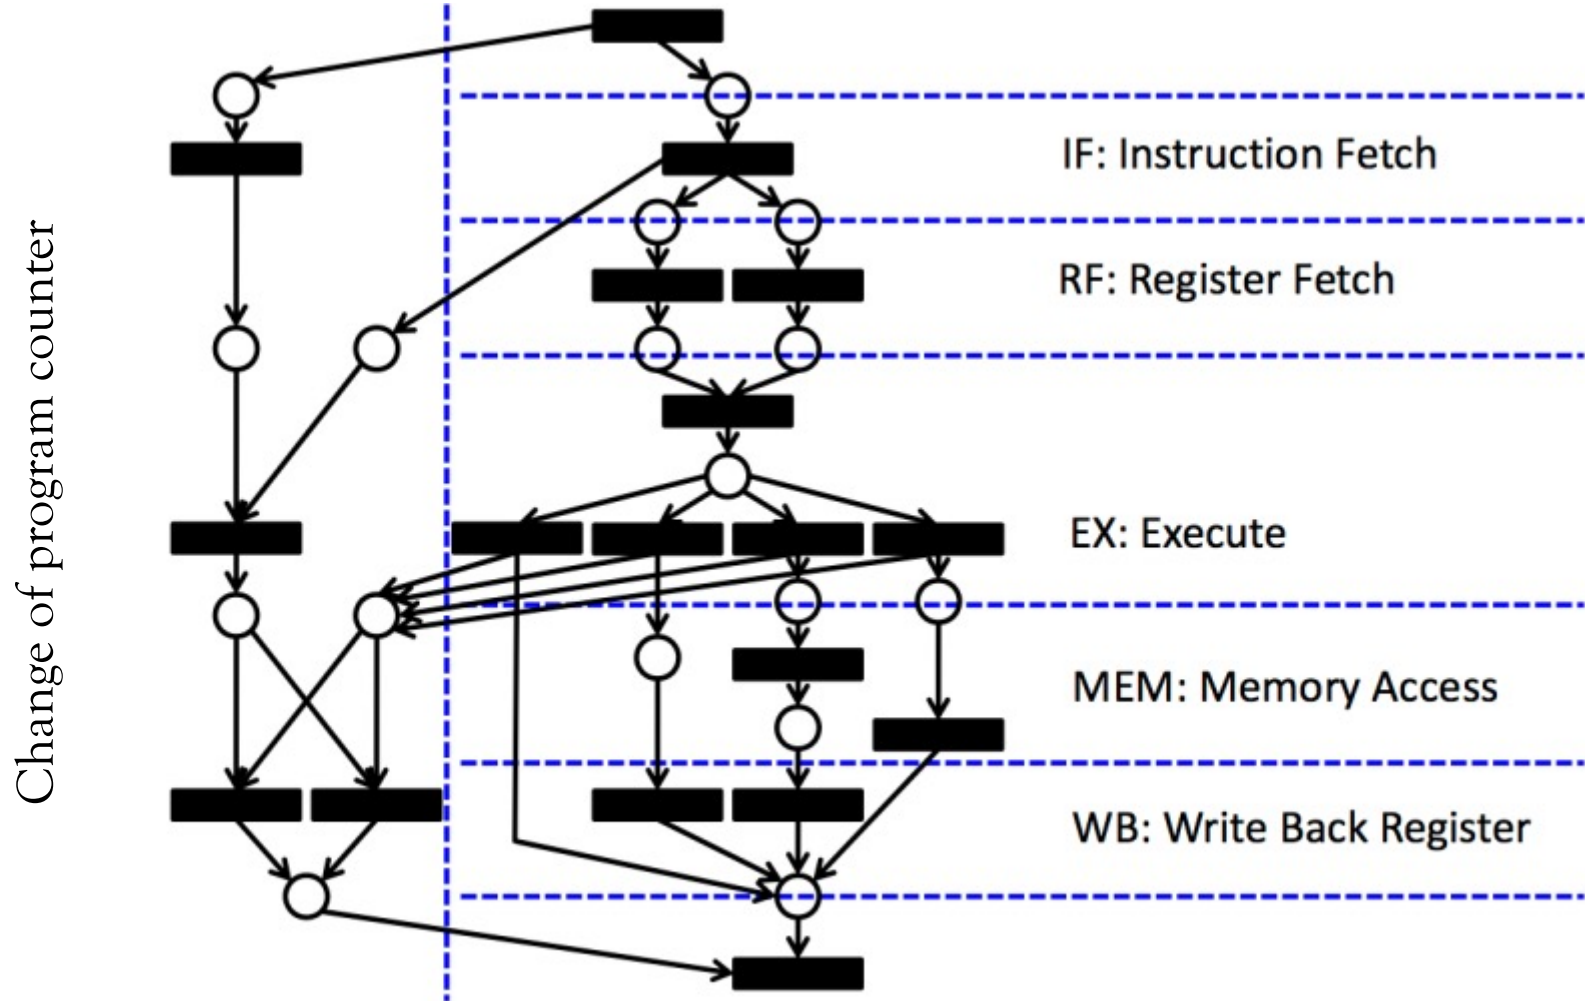 Change of program counter
IF: Instruction Fetch
RF: Register Fetch
EX: Execute
MEM: Memory Access
WB: Write Back Register